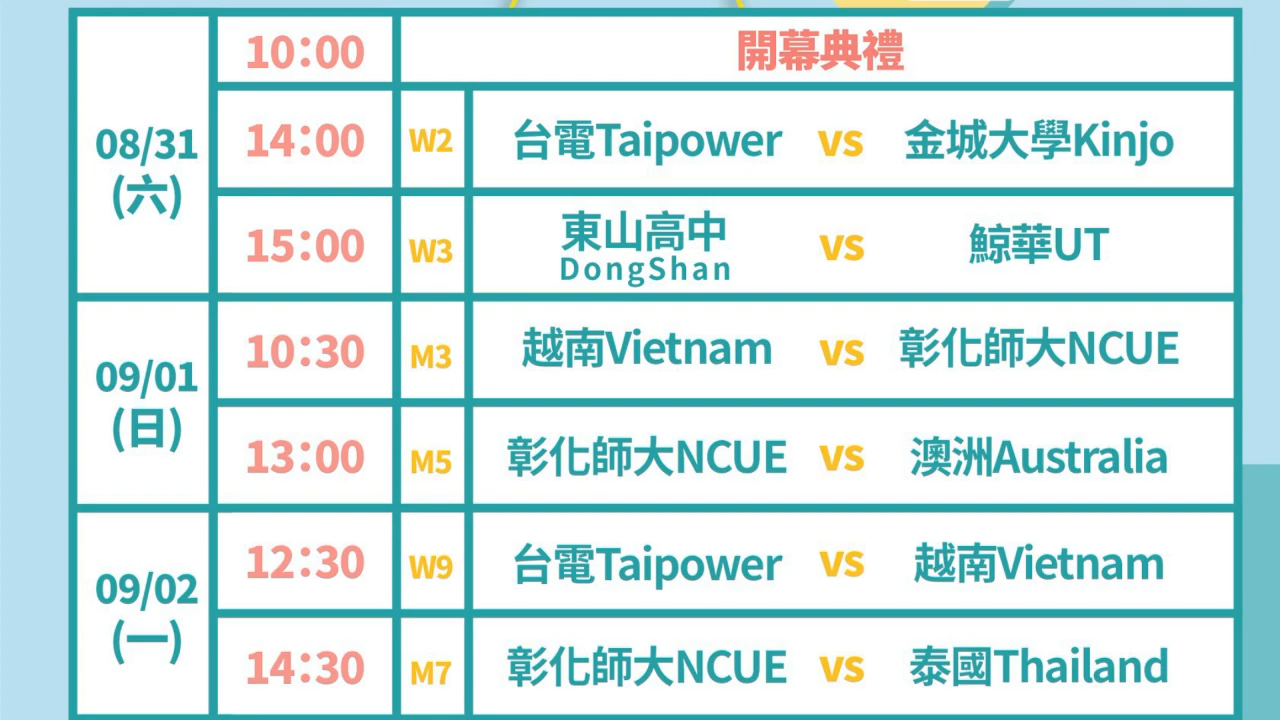 08/31
(六)
10:00
開幕典禮
14:00
W2
台電Taipower vs 金城大學Kinjo
15:00
W3
東山高中
DongShan
vs 鯨華UT
09/01
(日)
10:30
M3
越南Vietnam vs 彰化師大NCUE
13:00
M5
彰化師大NCUE vs 澳洲Australia
09/02
(一)
12:30
W9
台電Taipower vs 越南Vietnam
14:30
M7
彰化師大NCUE vs 泰國Thailand